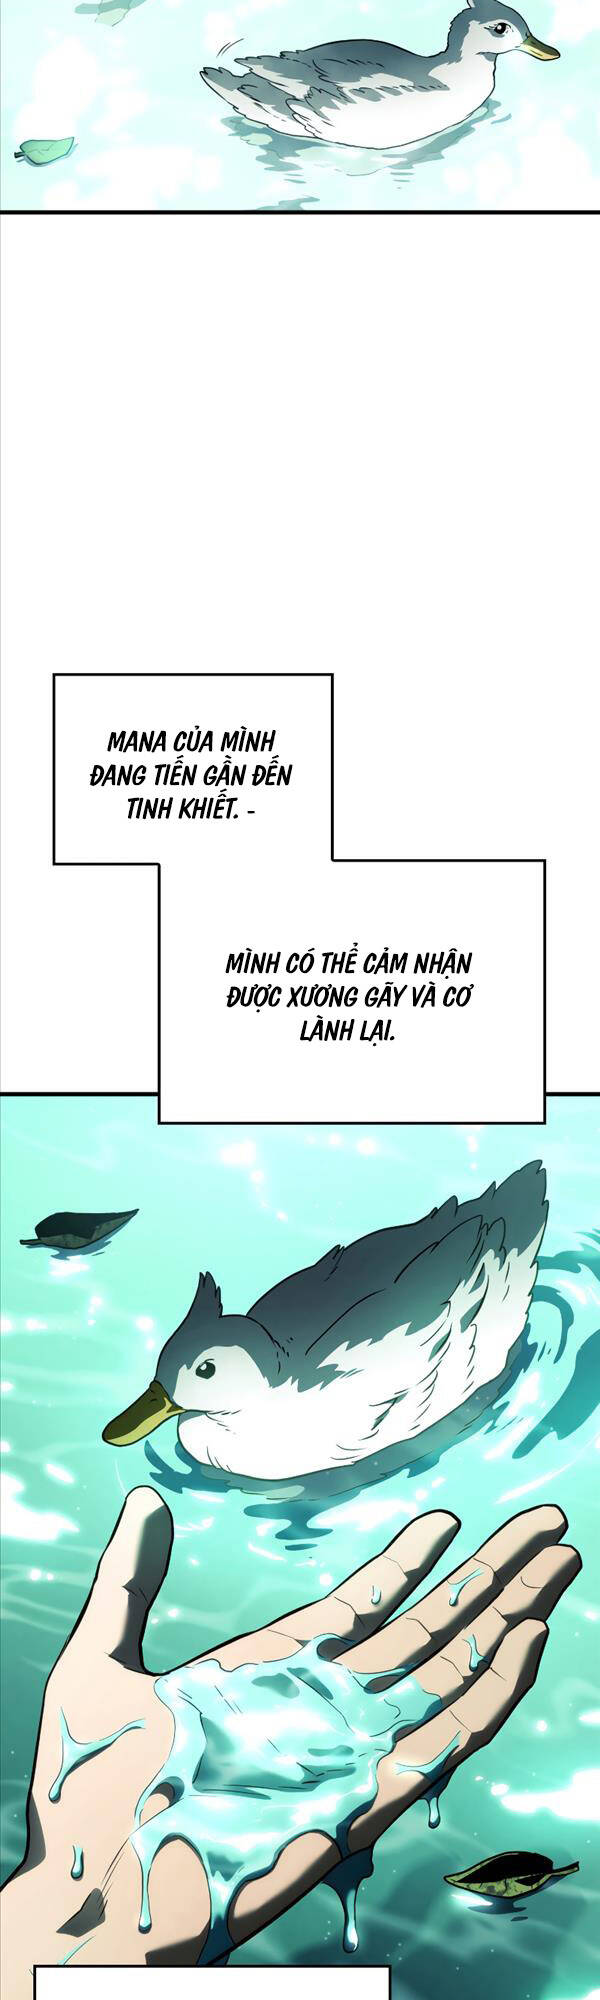 MANA CỦA MÌNH
ĐANG TIẾN GẦN ĐẾN
TINH KHIẾT. -
MÌNH CÓ THỂ CẢM NHẬN
ĐƯỢC XƯƠNG GÃY VÀ CƠ
LÀNH LẠI.